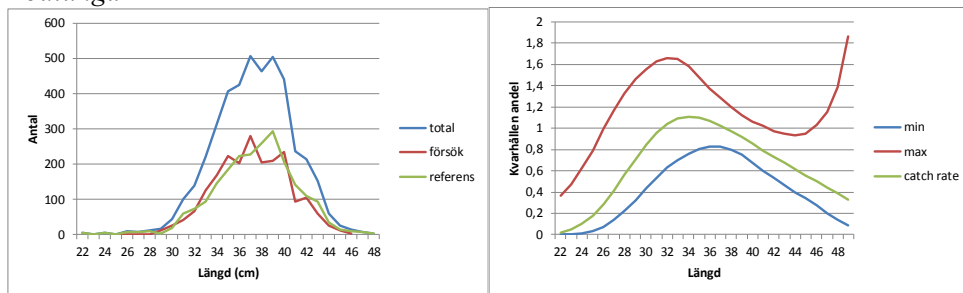 600
500
400
300
200
100
0
Antal
22 24 26 28 30 32 34 36 38 40 42 44 46 48
Längd (cm)
total
försök
referens
2
1,8
1,6
1,4
1,2
1
0,8
0,6
0,4
0,2
0
Kvarhållen andel
22 24 26 28 30 32 34 36 38 40 42 44 46 48
Längd
min
max
catch rate